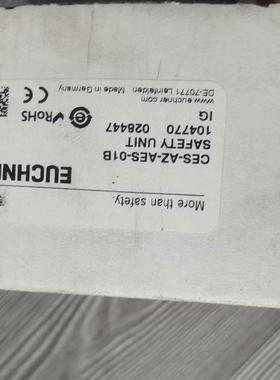 More than safety.
EUCHNE
CES-AZ-AES-01B
SAFETY UNIT
104770 028447
IG
RoHS
www.euchner.com Made in Germany
DE-70771 Leinfelden